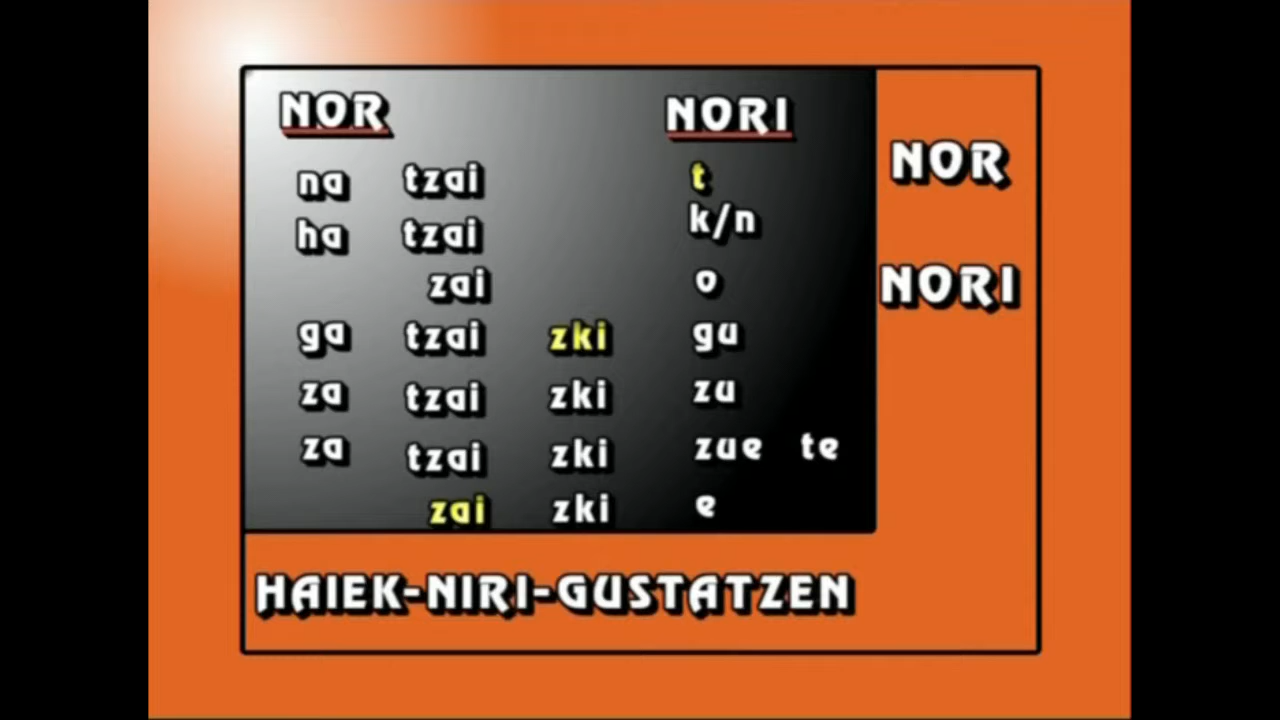 NOR NORI
na tzai t
ha tzai k/n
zai o
ga tzai zki gu
za tzai zki zu
za tzai zki zue te
zai zki e
NOR
NORI
HAIEK-NIRI-GUSTATZEN